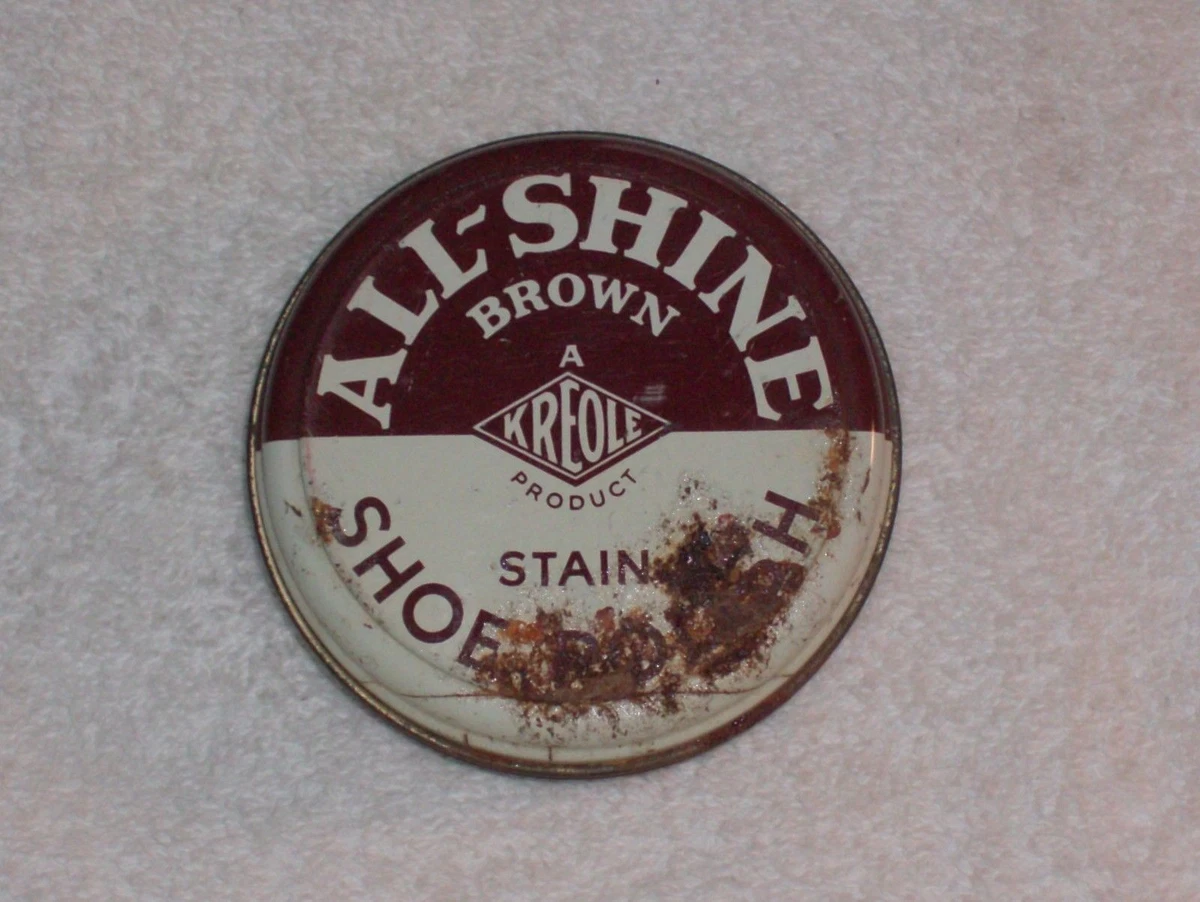 ALL-SHINE
BROWN
A
KREOLE
PRODUCT
STAIN
SHOE